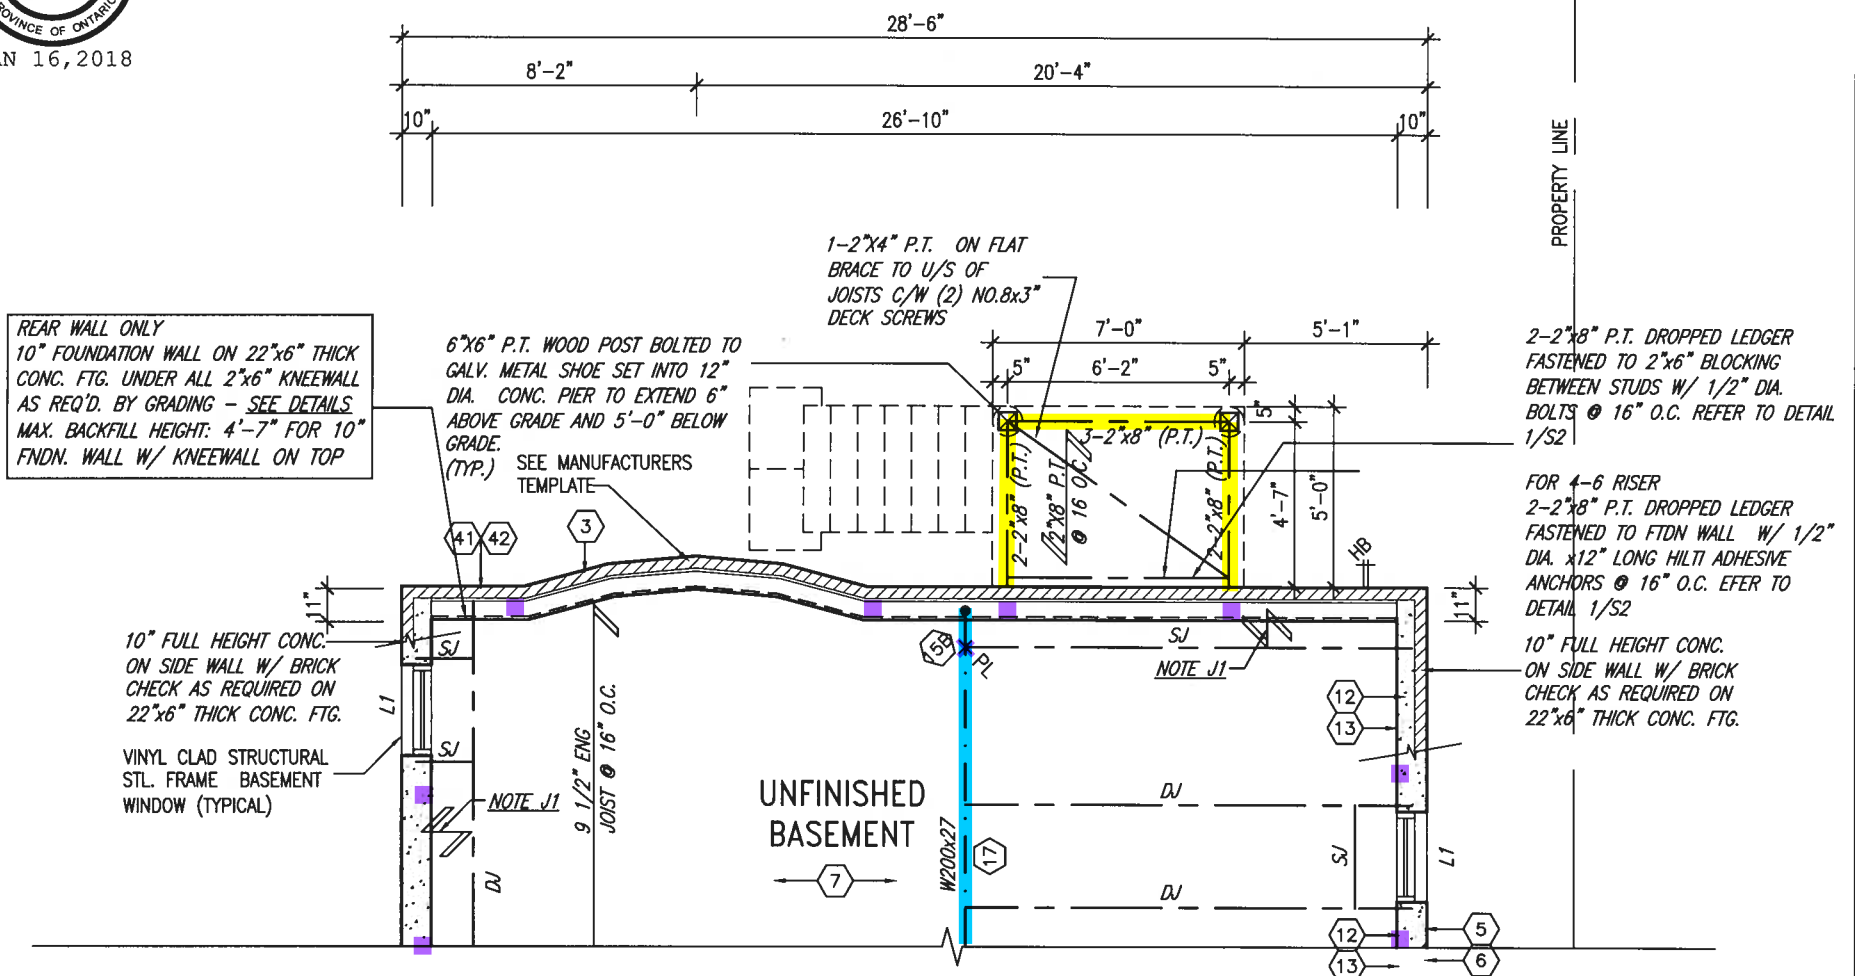 PROVINCE OF ONTARIO
16,2018
28'-6"
8'-2"
20'-4"
10"
26'-10"
10"
PROPERTY LINE
1-2"X4" P.T. ON FLAT
BRACE TO U/S OF
JOISTS C/W (2) NO.8x3"
DECK SCREWS
REAR WALL ONLY
10" FOUNDATION WALL ON 22"x6" THICK
CONC. FTG. UNDER ALL 2"x6" KNEEWALL
AS REQ'D. BY GRADING - SEE DETAILS
MAX. BACKFILL HEIGHT: 4'-7" FOR 10"
FNDN. WALL W/ KNEEWALL ON TOP
6"X6" P.T. WOOD POST BOLTED TO
GALV. METAL SHOE SET INTO 12"
DIA. CONC. PIER TO EXTEND 6"
ABOVE GRADE AND 5'-0" BELOW
GRADE.
(TYP.)
SEE MANUFACTURERS
TEMPLATE
7'-0"
5'-1"
5"
6'-2"
5"
5"
3-2"x8" (P.T.)
2-2"x8" (P.T.)
2"x8" P.T.
@ 16 O.C.
2-2"x8" (P.T.)
4'-7"
5'-0"
2-2"x8" P.T. DROPPED LEDGER
FASTENED TO 2"x6" BLOCKING
BETWEEN STUDS W/ 1/2" DIA.
BOLTS @ 16" O.C. REFER TO DETAIL
1/S2
FOR 4-6 RISER
2-2"x8" P.T. DROPPED LEDGER
FASTENED TO FTDN WALL W/ 1/2"
DIA. x12" LONG HILTI ADHESIVE
ANCHORS @ 16" O.C. EFER TO
DETAIL 1/S2
10" FULL HEIGHT CONC.
ON SIDE WALL W/ BRICK
CHECK AS REQUIRED ON
22"x6" THICK CONC. FTG.
41
42
3
HB
11"
11"
10" FULL HEIGHT CONC.
ON SIDE WALL W/ BRICK
CHECK AS REQUIRED ON
22"x6" THICK CONC. FTG.
VINYL CLAD STRUCTURAL
STL. FRAME BASEMENT
WINDOW (TYPICAL)
L1
SJ
SJ
NOTE J1
DJ
9 1/2" ENG
JOIST @ 16" O.C.
UNFINISHED
BASEMENT
7
15B
PL
W200x27
17
SJ
NOTE J1
DJ
DJ
SJ
L1
12
13
12
13
5
6